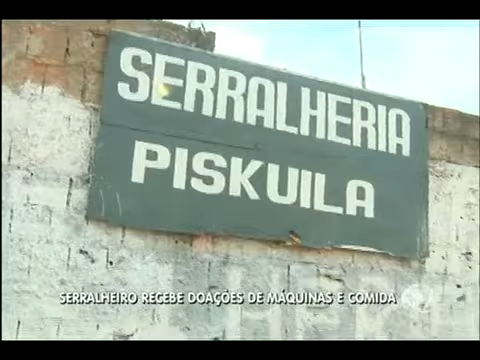 SERRALHERIA
PISKUILA
SERRALHEIRO RECEBE DOAÇÕES DE MÁQUINAS E COMIDA